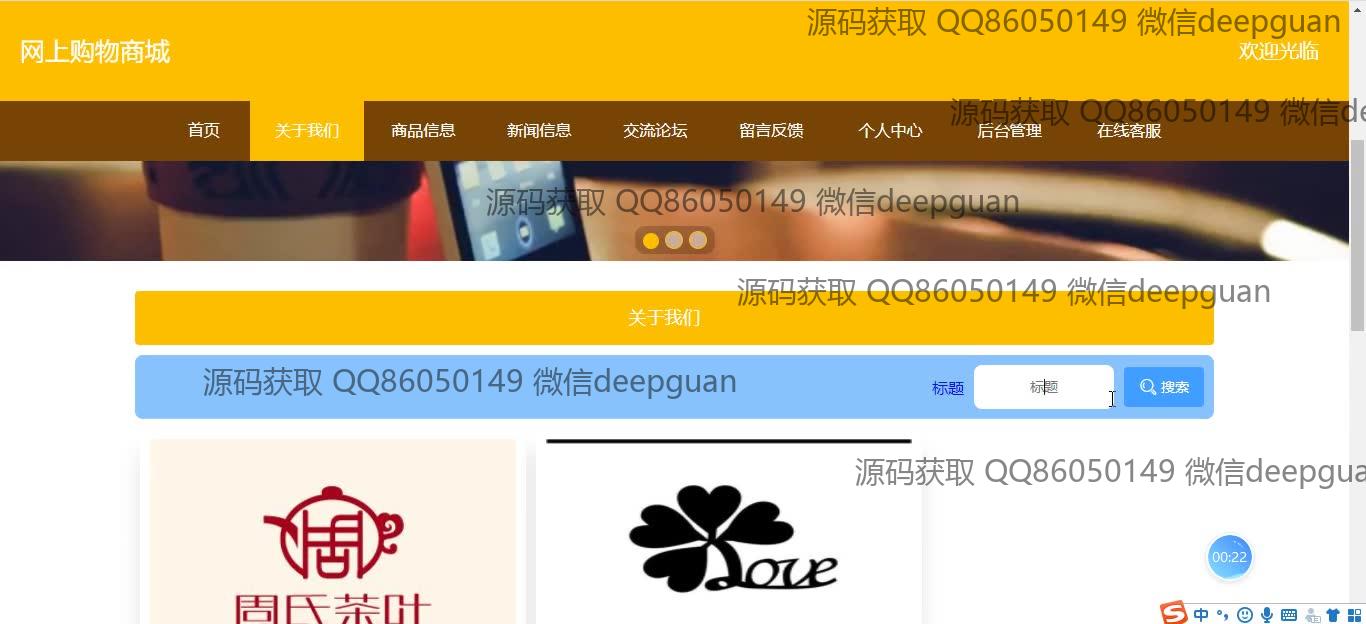 源码获取 QQ86050149 微信deepguan
网上购物商城
欢迎光临
源码获取 QQ86050149 微信de
首页 关于我们 商品信息 新闻信息 交流论坛 留言反馈 个人中心 后台管理 在线客服
源码获取 QQ86050149 微信deepguan
源码获取 QQ86050149 微信deepguan
关于我们
源码获取 QQ86050149 微信deepguan
标题 标题 搜索
源码获取 QQ86050149 微信deepgua
周氏茶叶
Love
00:22
中